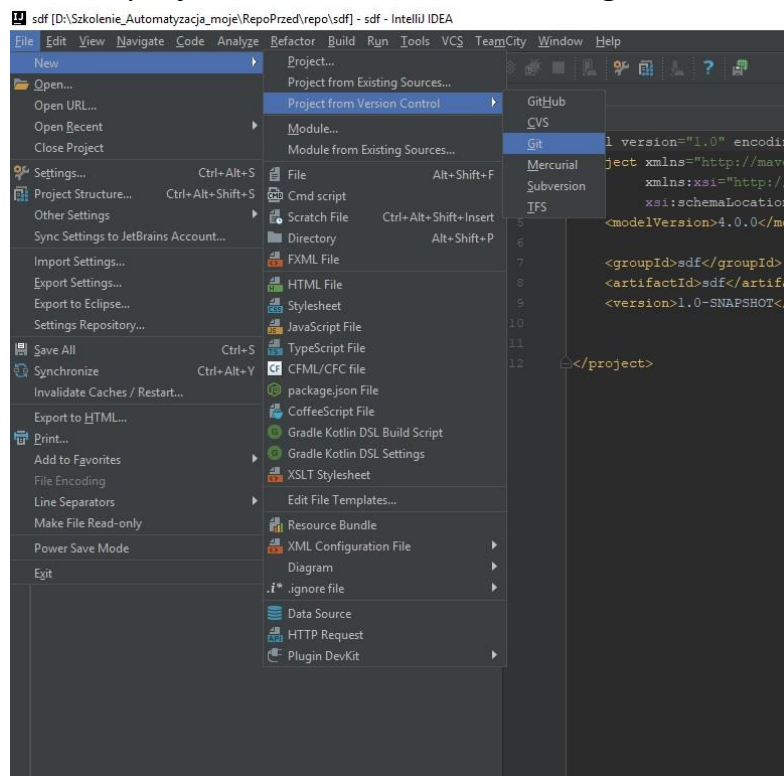 sdf [D:\Szkolenie_Automatyzacja_moje\RepoPrzed\repo\sdf] - sdf - IntelliJ IDEA
File Edit View Navigate Code Analyze Refactor Build Run Tools VCS TeamCity Window Help
New
Open...
Open URL...
Open Recent
Close Project
Settings... Ctrl+Alt+S
Project Structure... Ctrl+Alt+Shift+S
Other Settings
Sync Settings to JetBrains Account...
Import Settings...
Export Settings...
Export to Eclipse...
Settings Repository...
Save All Ctrl+S
Synchronize Ctrl+Alt+Y
Invalidate Caches / Restart...
Export to HTML...
Print...
Add to Favorites
File Encoding
Line Separators
Make File Read-only
Power Save Mode
Exit
Project...
Project from Existing Sources...
Project from Version Control
Module...
Module from Existing Sources...
File Alt+Shift+F
Cmd script
Scratch File Ctrl+Alt+Shift+Insert
Directory Alt+Shift+P
FXML File
HTML File
Stylesheet
JavaScript File
TypeScript File
CFML/CFC file
package.json File
CoffeeScript File
Gradle Kotlin DSL Build Script
Gradle Kotlin DSL Settings
XSLT Stylesheet
Edit File Templates...
Resource Bundle
XML Configuration File
Diagram
.i* .ignore file
Data Source
HTTP Request
Plugin DevKit
GitHub
CVS
Git
Mercurial
Subversion
TFS
l version="1.0" encodi
ject xmlns="http://mav
xmlns:xsi="http:/
xsi:schemaLocation
5 <modelVersion>4.0.0</m
6
7 <groupId>sdf</groupId>
8 <artifactId>sdf</artif
9 <version>1.0-SNAPSHOT<
10
11
12 </project>